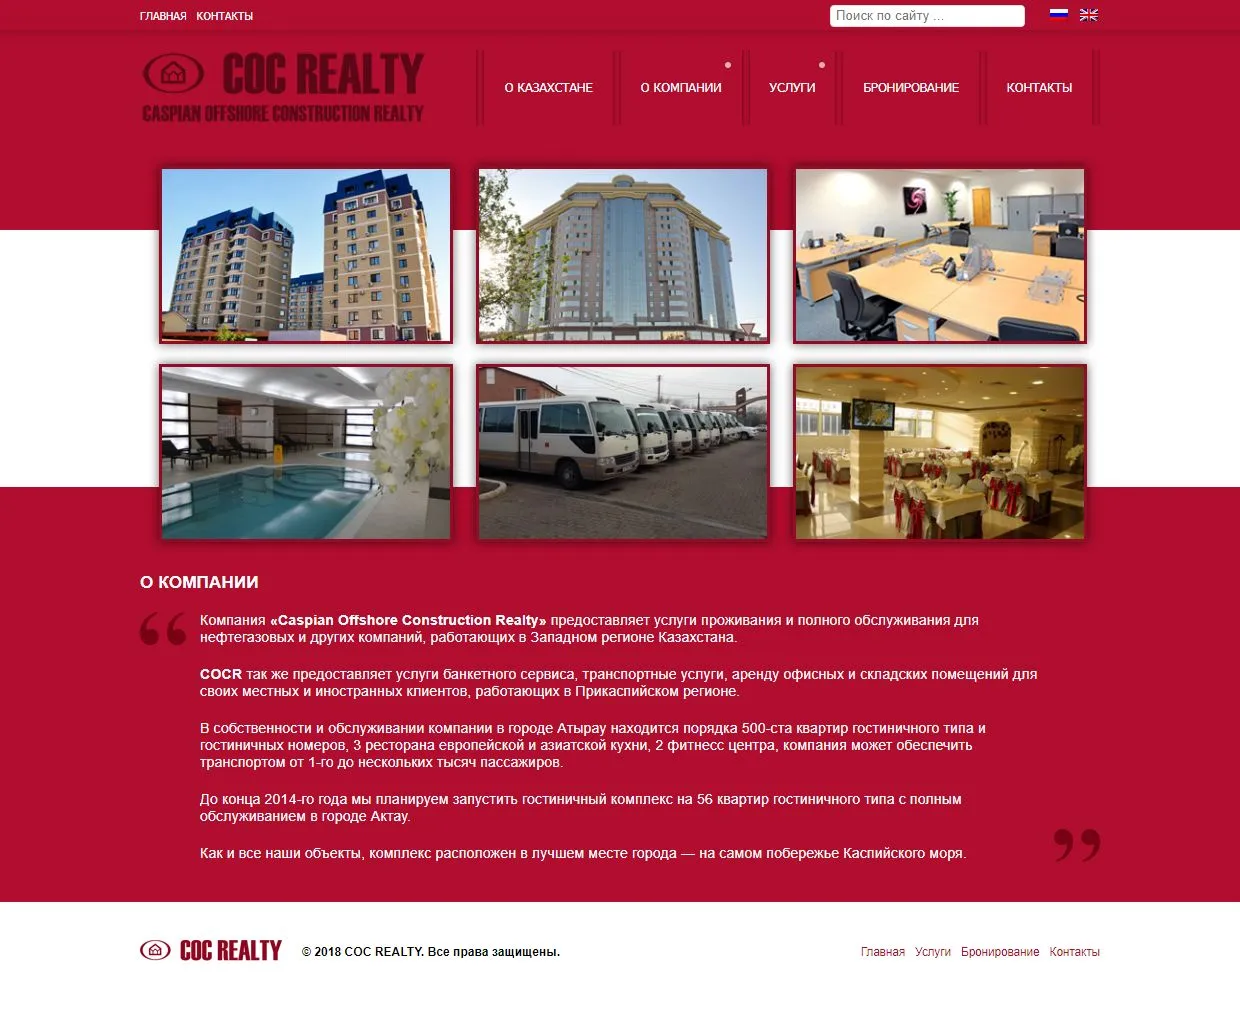 ГЛАВНАЯ КОНТАКТЫ
Поиск по сайту ...
COC REALTY
CASPIAN OFFSHORE CONSTRUCTION REALTY
О КАЗАХСТАНЕ
О КОМПАНИИ
УСЛУГИ
БРОНИРОВАНИЕ
КОНТАКТЫ
О КОМПАНИИ
Компания «Caspian Offshore Construction Realty» предоставляет услуги проживания и полного обслуживания для
нефтегазовых и других компаний, работающих в Западном регионе Казахстана.
COCR так же предоставляет услуги банкетного сервиса, транспортные услуги, аренду офисных и складских помещений для
своих местных и иностранных клиентов, работающих в Прикаспийском регионе.
В собственности и обслуживании компании в городе Атырау находится порядка 500-ста квартир гостиничного типа и
гостиничных номеров, 3 ресторана европейской и азиатской кухни, 2 фитнесс центра, компания может обеспечить
транспортом от 1-го до нескольких тысяч пассажиров.
До конца 2014-го года мы планируем запустить гостиничный комплекс на 56 квартир гостиничного типа с полным
обслуживанием в городе Актау.
Как и все наши объекты, комплекс расположен в лучшем месте города — на самом побережье Каспийского моря.
COC REALTY
© 2018 COC REALTY. Все права защищены.
Главная Услуги Бронирование Контакты